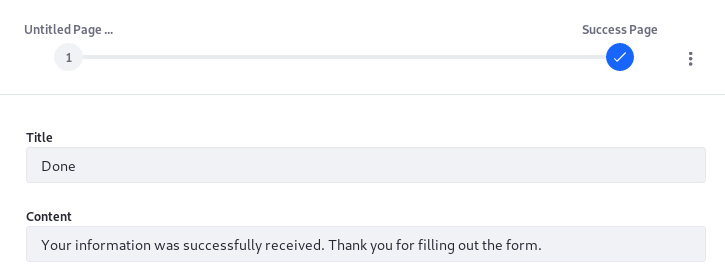 Untitled Page ...
Success Page
1
Title
Done
Content
Your information was successfully received. Thank you for filling out the form.